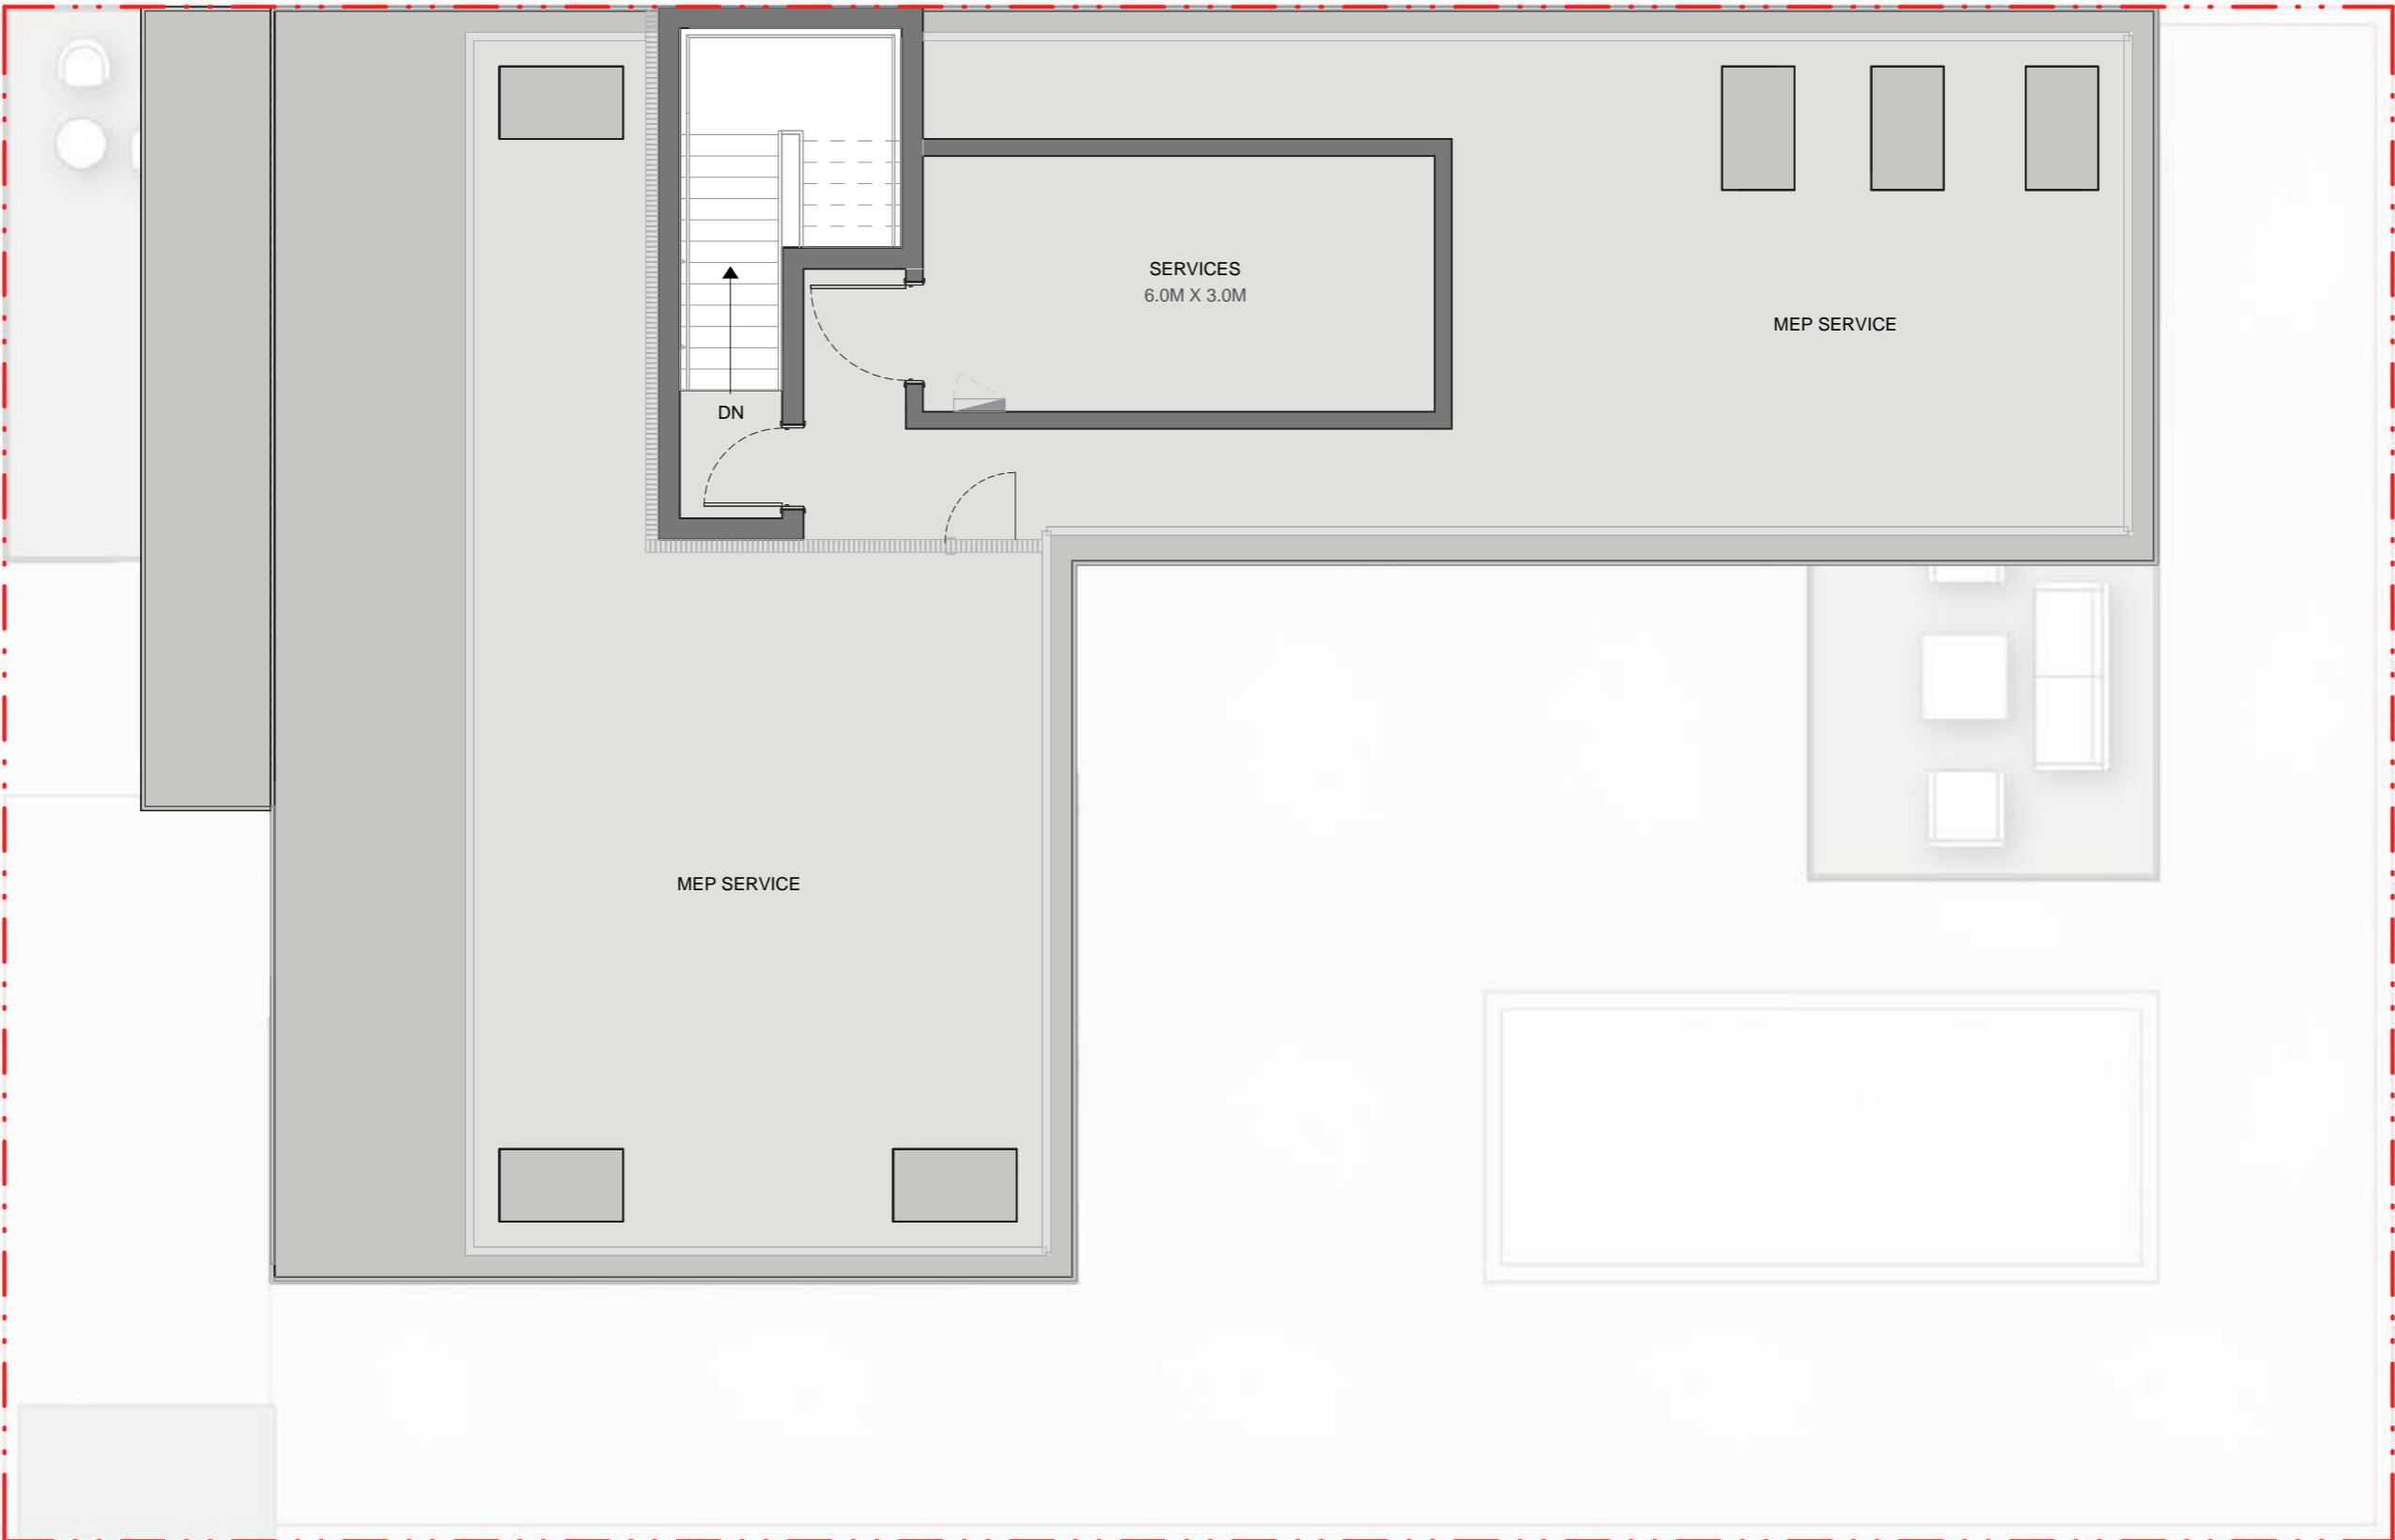 SERVICES
6.0M X 3.0M
MEP SERVICE
DN
MEP SERVICE